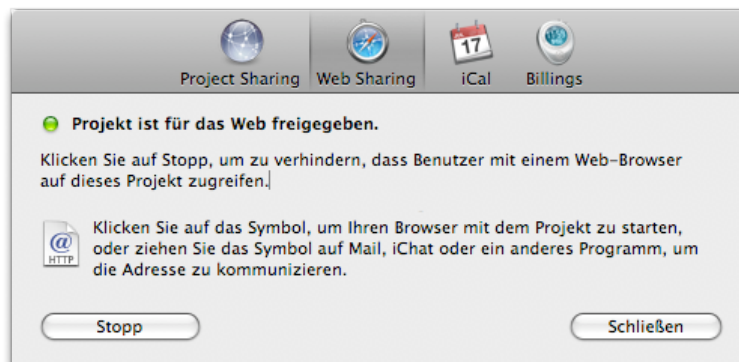 Project Sharing Web Sharing iCal Billings
17
Projekt ist für das Web freigegeben.
Klicken Sie auf Stopp, um zu verhindern, dass Benutzer mit einem Web-Browser
auf dieses Projekt zugreifen.
Klicken Sie auf das Symbol, um Ihren Browser mit dem Projekt zu starten,
oder ziehen Sie das Symbol auf Mail, iChat oder ein anderes Programm, um
die Adresse zu kommunizieren.
@
HTTP
Stopp Schließen